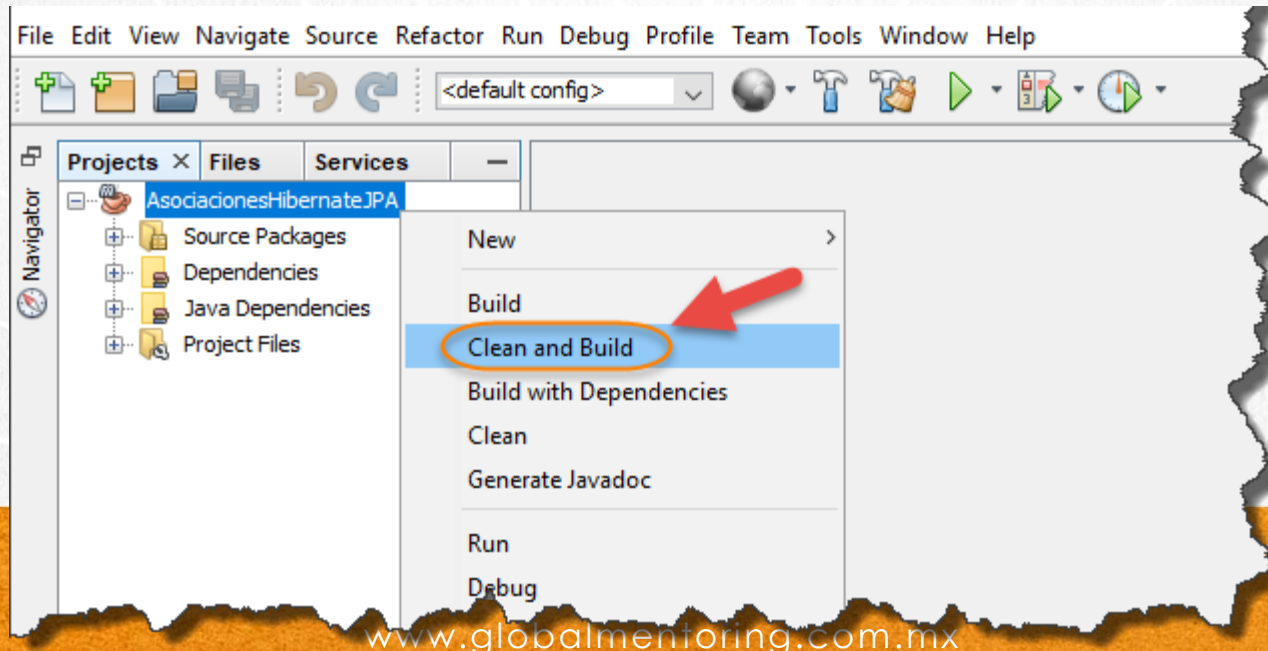 File Edit View Navigate Source Refactor Run Debug Profile Team Tools Window Help
<default config>
Projects Files Services
Navigator
AsociacionesHibernateJPA
Source Packages
Dependencies
Java Dependencies
Project Files
New
Build
Clean and Build
Build with Dependencies
Clean
Generate Javadoc
Run
Debug
www.globalmentoring.com.mx